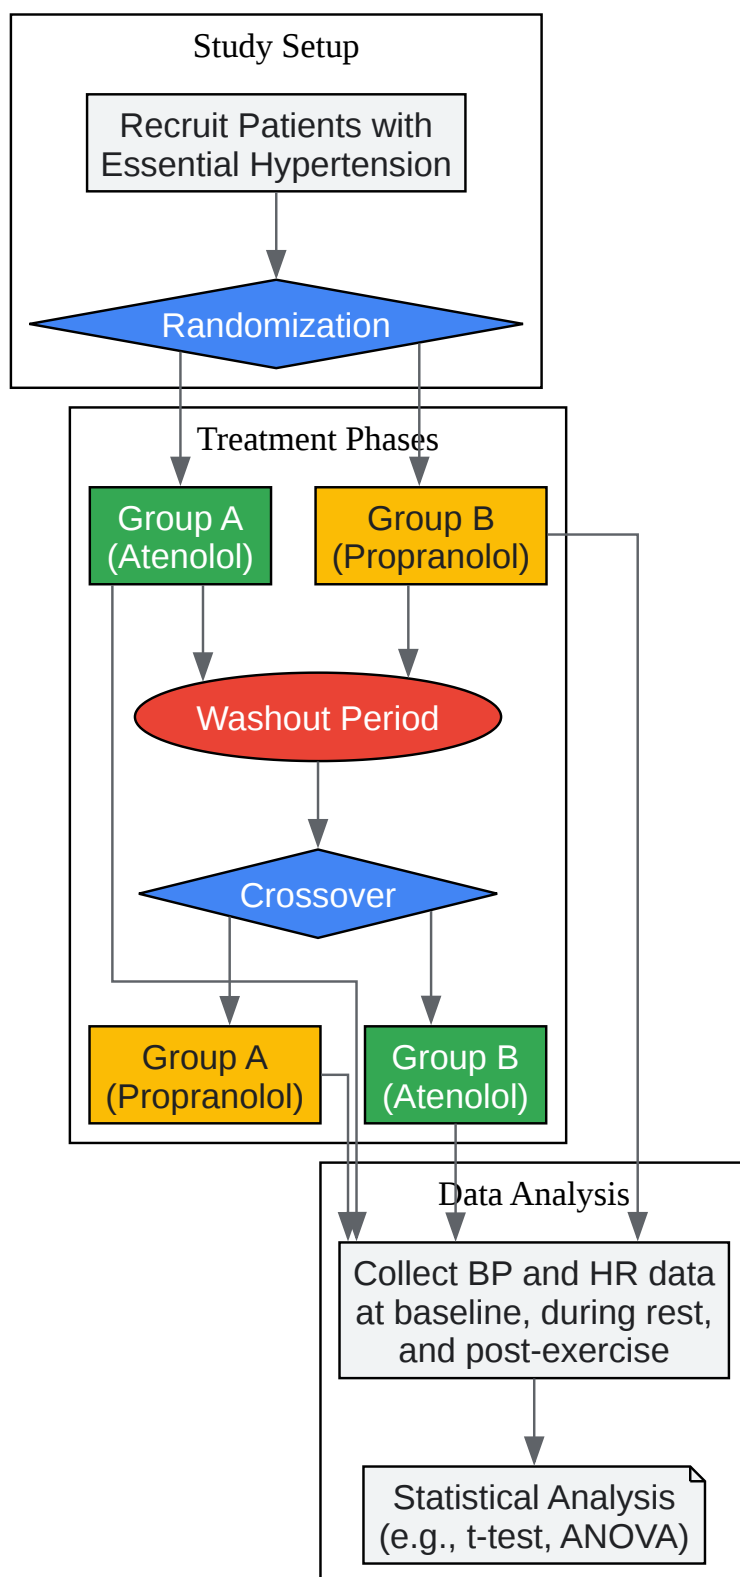 Study Setup
Recruit Patients with
Essential Hypertension
Randomization
Treatment Phases
Group A
(Atenolol)
Group B
(Propranolol)
Washout Period
Crossover
Group A
(Propranolol)
Group B
(Atenolol)
Data Analysis
Collect BP and HR data
at baseline, during rest,
and post-exercise
Statistical Analysis
(e.g., t-test, ANOVA)